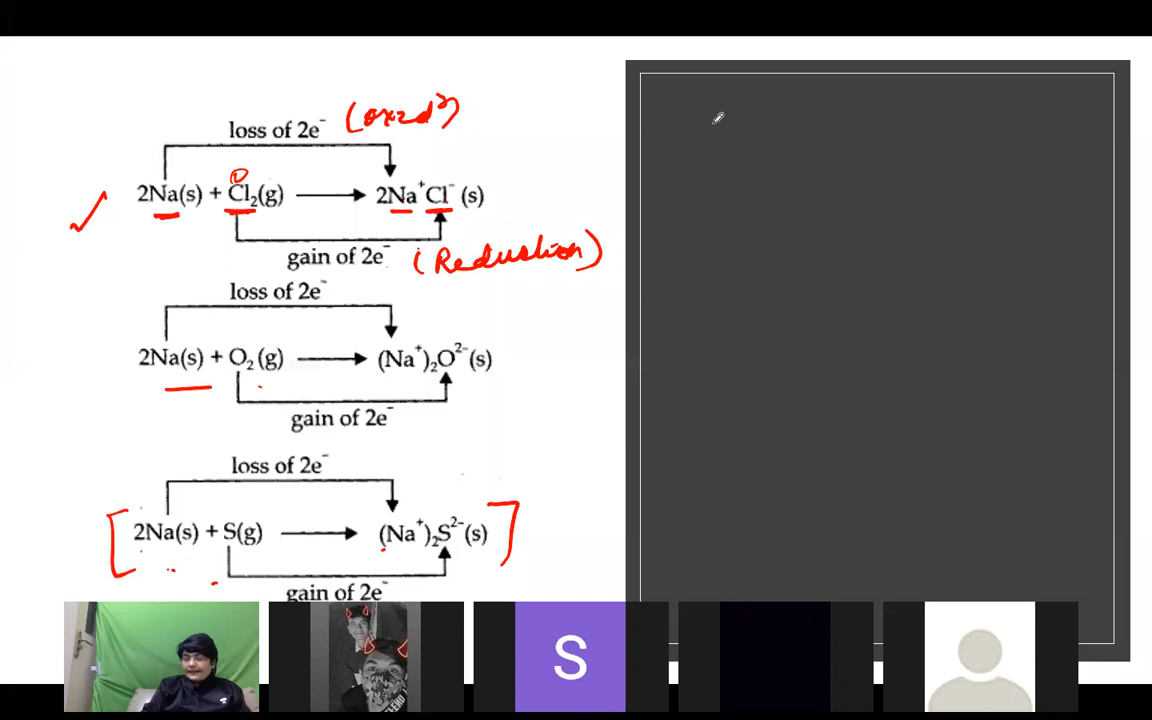 loss of 2e⁻ (oxidⁿ)
2Na(s) + Cl₂(g) ⟶ 2Na⁺Cl⁻ (s)
gain of 2e⁻ (Reduction)
loss of 2e⁻
2Na(s) + O₂(g) ⟶ (Na⁺)₂O²⁻(s)
gain of 2e⁻
loss of 2e⁻
2Na(s) + S(g) ⟶ (Na⁺)₂S²⁻(s)
gain of 2e⁻
S